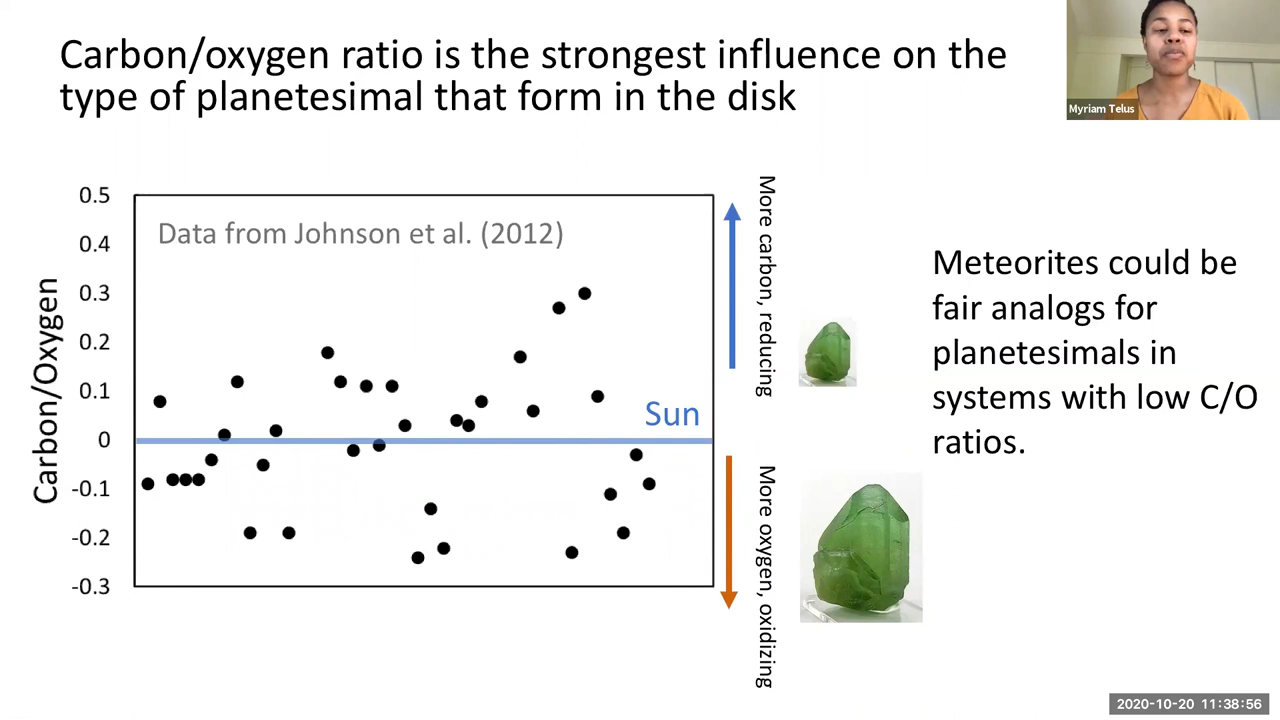 Carbon/oxygen ratio is the strongest influence on the
type of planetesimal that form in the disk
Myriam Telus
0.5
0.4
0.3
0.2
0.1
0
-0.1
-0.2
-0.3
Carbon/Oxygen
Data from Johnson et al. (2012)
Sun
More carbon, reducing
More oxygen, oxidizing
Meteorites could be
fair analogs for
planetesimals in
systems with low C/O
ratios.
2020-10-20 11:38:56